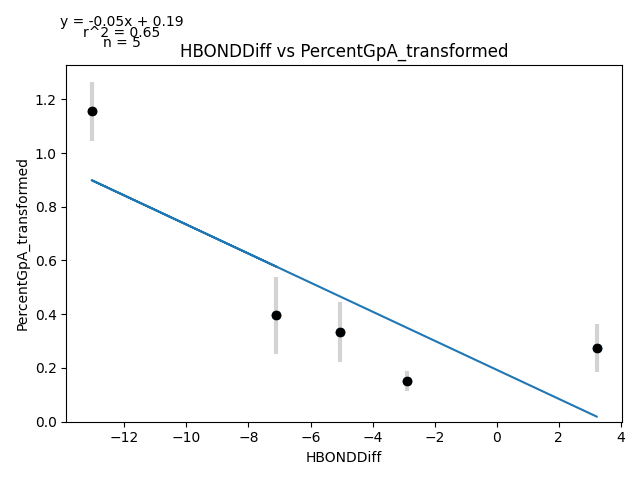 y = -0.05x + 0.19
r^2 = 0.65
n = 5
HBONDDiff vs PercentGpA_transformed
PercentGpA_transformed
1.2
1.0
0.8
0.6
0.4
0.2
0.0
−12
−10
−8
−6
−4
−2
0
2
4
HBONDDiff